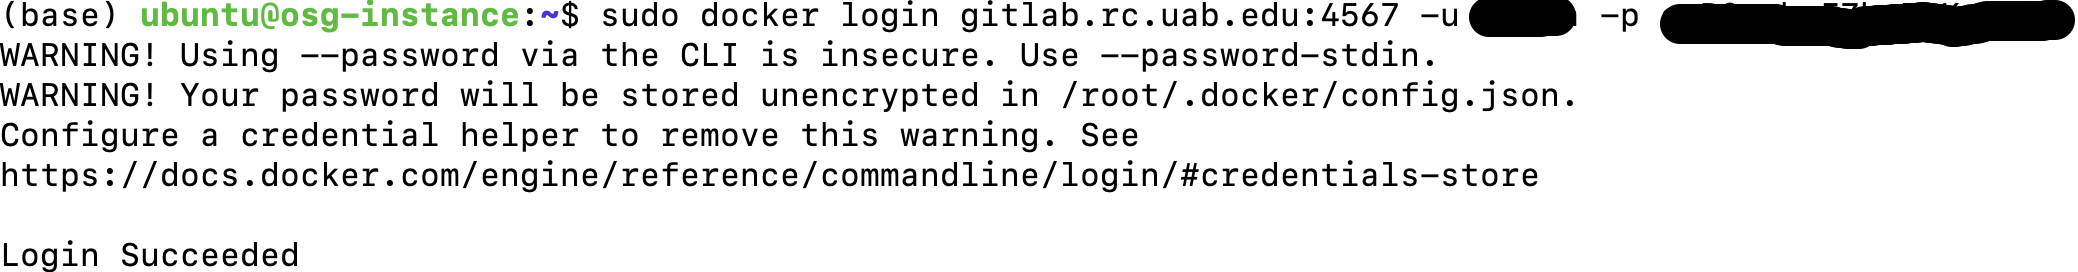 (base) ubuntu@osg-instance:~$ sudo docker login gitlab.rc.uab.edu:4567 -u -p
WARNING! Using --password via the CLI is insecure. Use --password-stdin.
WARNING! Your password will be stored unencrypted in /root/.docker/config.json.
Configure a credential helper to remove this warning. See
https://docs.docker.com/engine/reference/commandline/login/#credentials-store
Login Succeeded